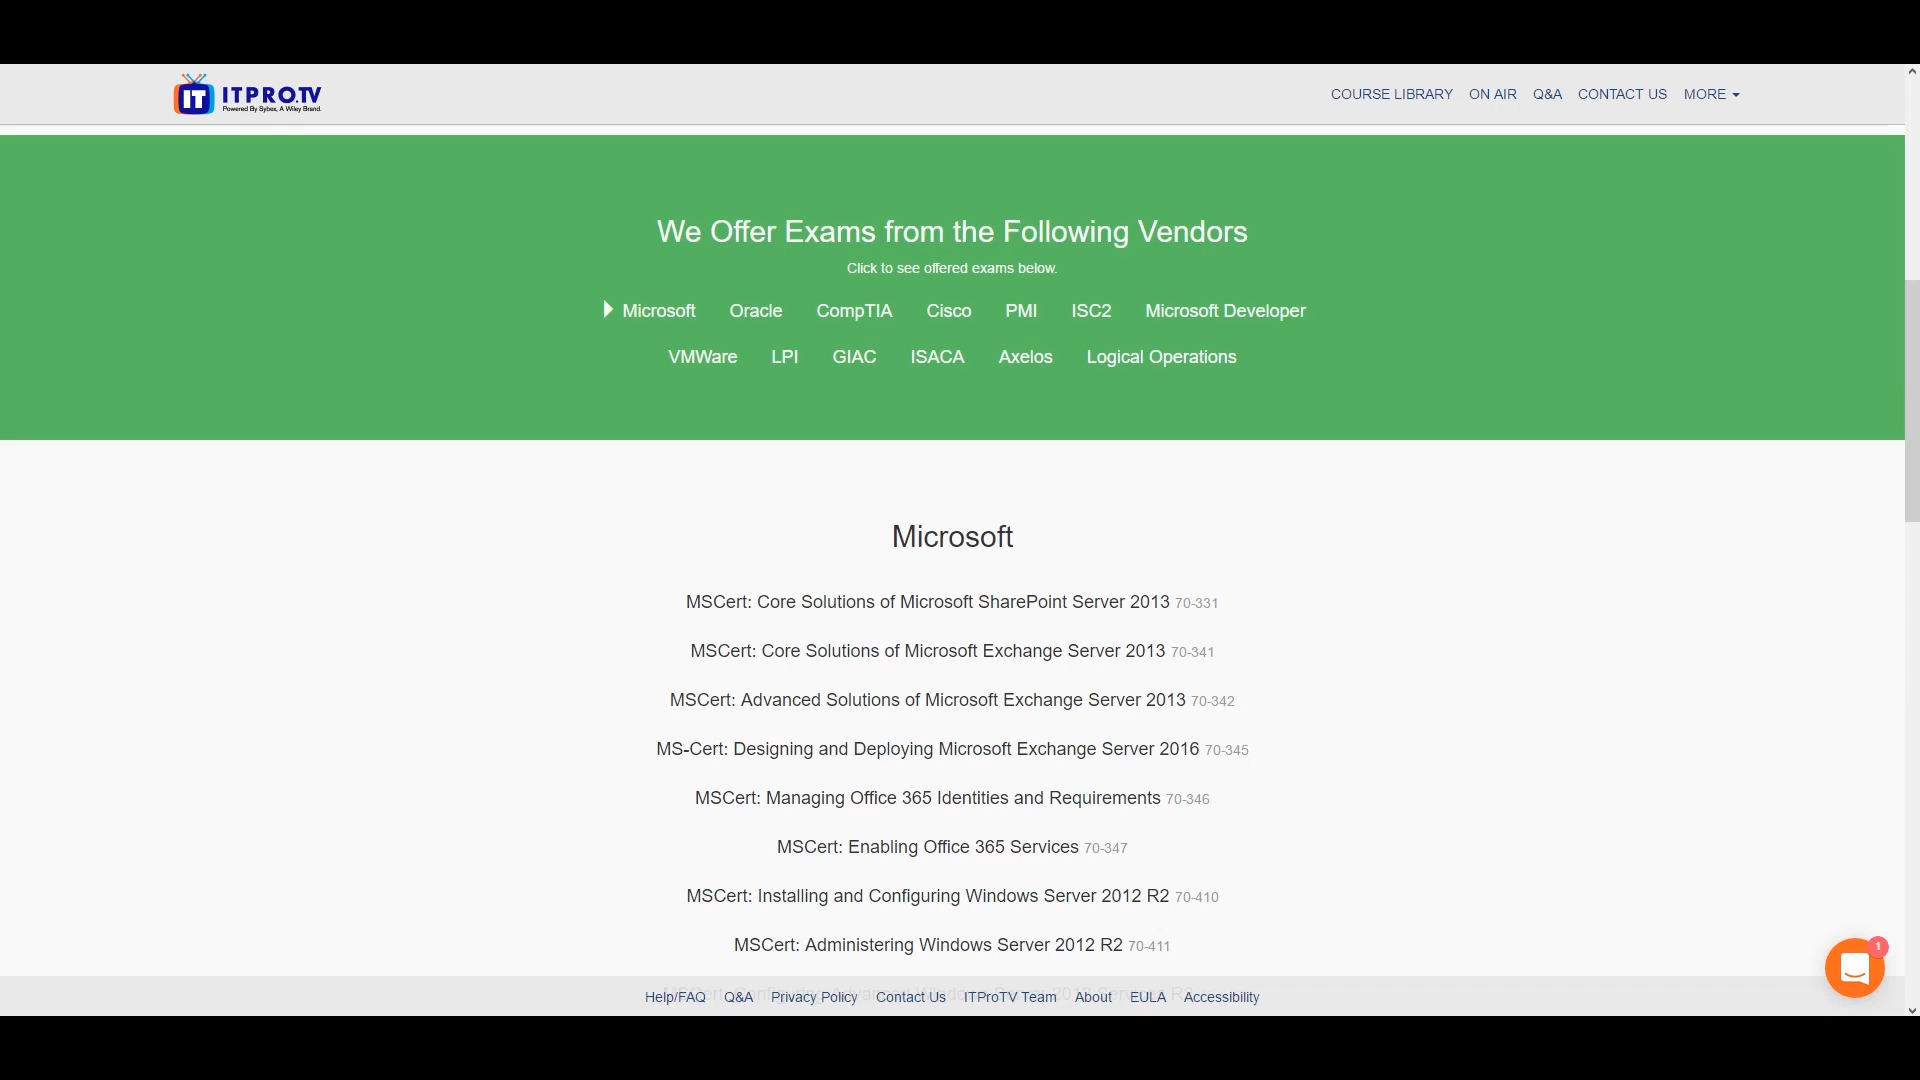 IT ITPRO.TV
Powered By Sybex, A Wiley Brand.
COURSE LIBRARY ON AIR Q&A CONTACT US MORE
We Offer Exams from the Following Vendors
Click to see offered exams below.
Microsoft Oracle CompTIA Cisco PMI ISC2 Microsoft Developer
VMWare LPI GIAC ISACA Axelos Logical Operations
Microsoft
MSCert: Core Solutions of Microsoft SharePoint Server 2013 70-331
MSCert: Core Solutions of Microsoft Exchange Server 2013 70-341
MSCert: Advanced Solutions of Microsoft Exchange Server 2013 70-342
MS-Cert: Designing and Deploying Microsoft Exchange Server 2016 70-345
MSCert: Managing Office 365 Identities and Requirements 70-346
MSCert: Enabling Office 365 Services 70-347
MSCert: Installing and Configuring Windows Server 2012 R2 70-410
MSCert: Administering Windows Server 2012 R2 70-411
1
Help/FAQ Q&A Privacy Policy Contact Us ITProTV Team About EULA Accessibility